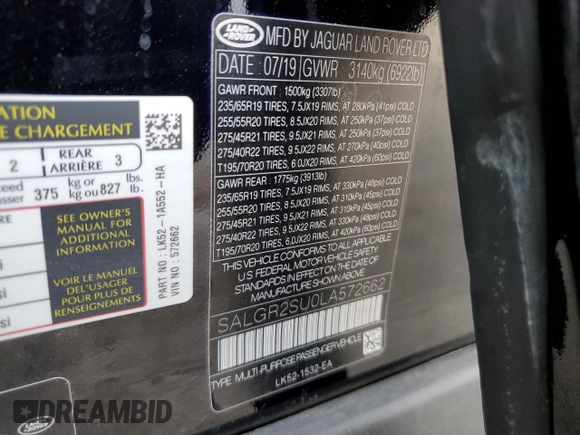 LAND ROVER
MFD BY JAGUAR LAND ROVER LTD
DATE 07/19 GVWR 3140kg (6922lb)
GAWR FRONT : 1500kg (3307lb)
235/65R19 TIRES, 7.5JX19 RIMS, AT 280kPa (41psi) COLD
255/55R20 TIRES, 8.5JX20 RIMS, AT 250kPa (37psi) COLD
275/45R21 TIRES, 9.5JX21 RIMS, AT 250kPa (37psi) COLD
275/40R22 TIRES, 9.5JX22 RIMS, AT 270kPa (40psi) COLD
T195/70R20 TIRES, 6.0JX20 RIMS, AT 420kPa (60psi) COLD
GAWR REAR: 1775kg (3913lb)
235/65R19 TIRES, 7.5JX19 RIMS, AT 330kPa (48psi) COLD
255/55R20 TIRES, 8.5JX20 RIMS, AT 310kPa (45psi) COLD
275/45R21 TIRES, 9.5JX21 RIMS, AT 310kPa (45psi) COLD
275/40R22 TIRES, 9.5JX22 RIMS, AT 330kPa (48psi) COLD
T195/70R20 TIRES, 6.0JX20 RIMS, AT 420kPa (60psi) COLD
THIS VEHICLE CONFORMS TO ALL APPLICABLE
U.S. FEDERAL MOTOR VEHICLE SAFETY STANDARDS
IN EFFECT ON THE DATE OF
MANUFACTURE SHOWN ABOVE.
SALGR2SU0LA572662
TYPE MULTI-PURPOSE PASSENGER VEHICLE
LK52-1532-EA
ATION
E CHARGEMENT
2 REAR ARRIÈRE 3
ceed
sser 375 kg or kg ou 827 lbs. lb.
SEE OWNER'S
MANUAL FOR
ADDITIONAL
INFORMATION
VOIR LE MANUEL
DE L'USAGER
POUR PLUS DE
RENSEIGNEMENTS
PART NO : LK52-1A552-HA
VIN : 572662
LAND ROVER
DREAMBID